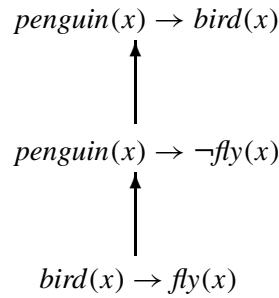 penguin(x) → bird(x)
penguin(x) → ¬fly(x)
bird(x) → fly(x)